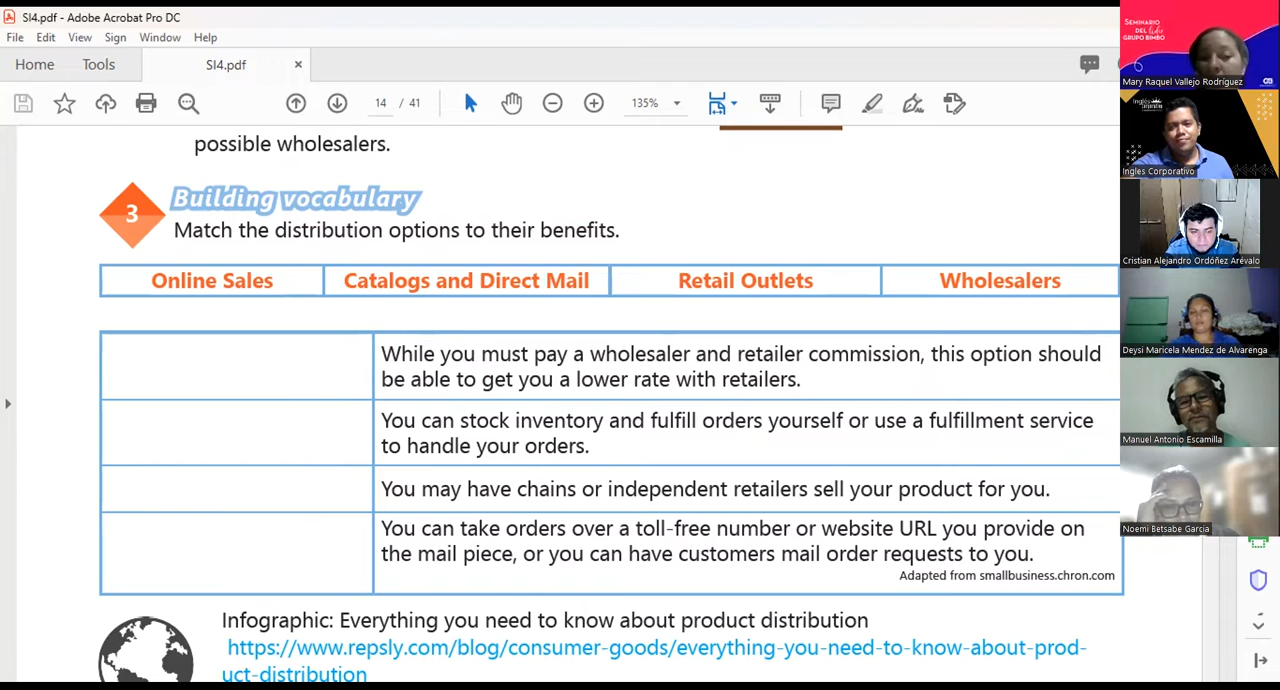 SI4.pdf - Adobe Acrobat Pro DC
File Edit View Sign Window Help
Home Tools SI4.pdf ×
14 / 41 135%
possible wholesalers.
3 Building vocabulary
Match the distribution options to their benefits.
Online Sales Catalogs and Direct Mail Retail Outlets Wholesalers
While you must pay a wholesaler and retailer commission, this option should
be able to get you a lower rate with retailers.
You can stock inventory and fulfill orders yourself or use a fulfillment service
to handle your orders.
You may have chains or independent retailers sell your product for you.
You can take orders over a toll-free number or website URL you provide on
the mail piece, or you can have customers mail order requests to you.
Adapted from smallbusiness.chron.com
Infographic: Everything you need to know about product distribution
https://www.repsly.com/blog/consumer-goods/everything-you-need-to-know-about-prod-
uct-distribution
SEMINARIO
DEL
GRUPO BIMBO
Mary Raquel Vallejo Rodríguez
Inglés
Ingles Corporativo
Cristian Alejandro Ordóñez Arévalo
Deysi Maricela Mendez de Alvarenga
Manuel Antonio Escamilla
Noemi Betsabe Garcia